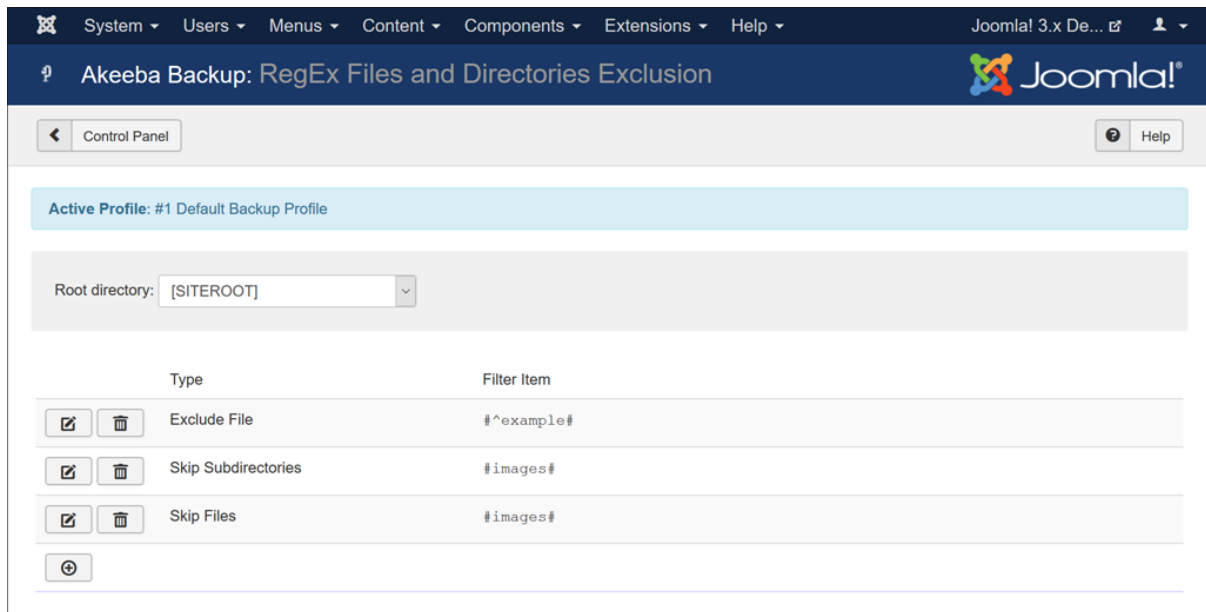 System Users Menus Content Components Extensions Help Joomla! 3.x De...
Akeeba Backup: RegEx Files and Directories Exclusion Joomla!®
Control Panel Help
Active Profile: #1 Default Backup Profile
Root directory: [SITEROOT]
Type Filter Item
Exclude File #^example#
Skip Subdirectories #images#
Skip Files #images#